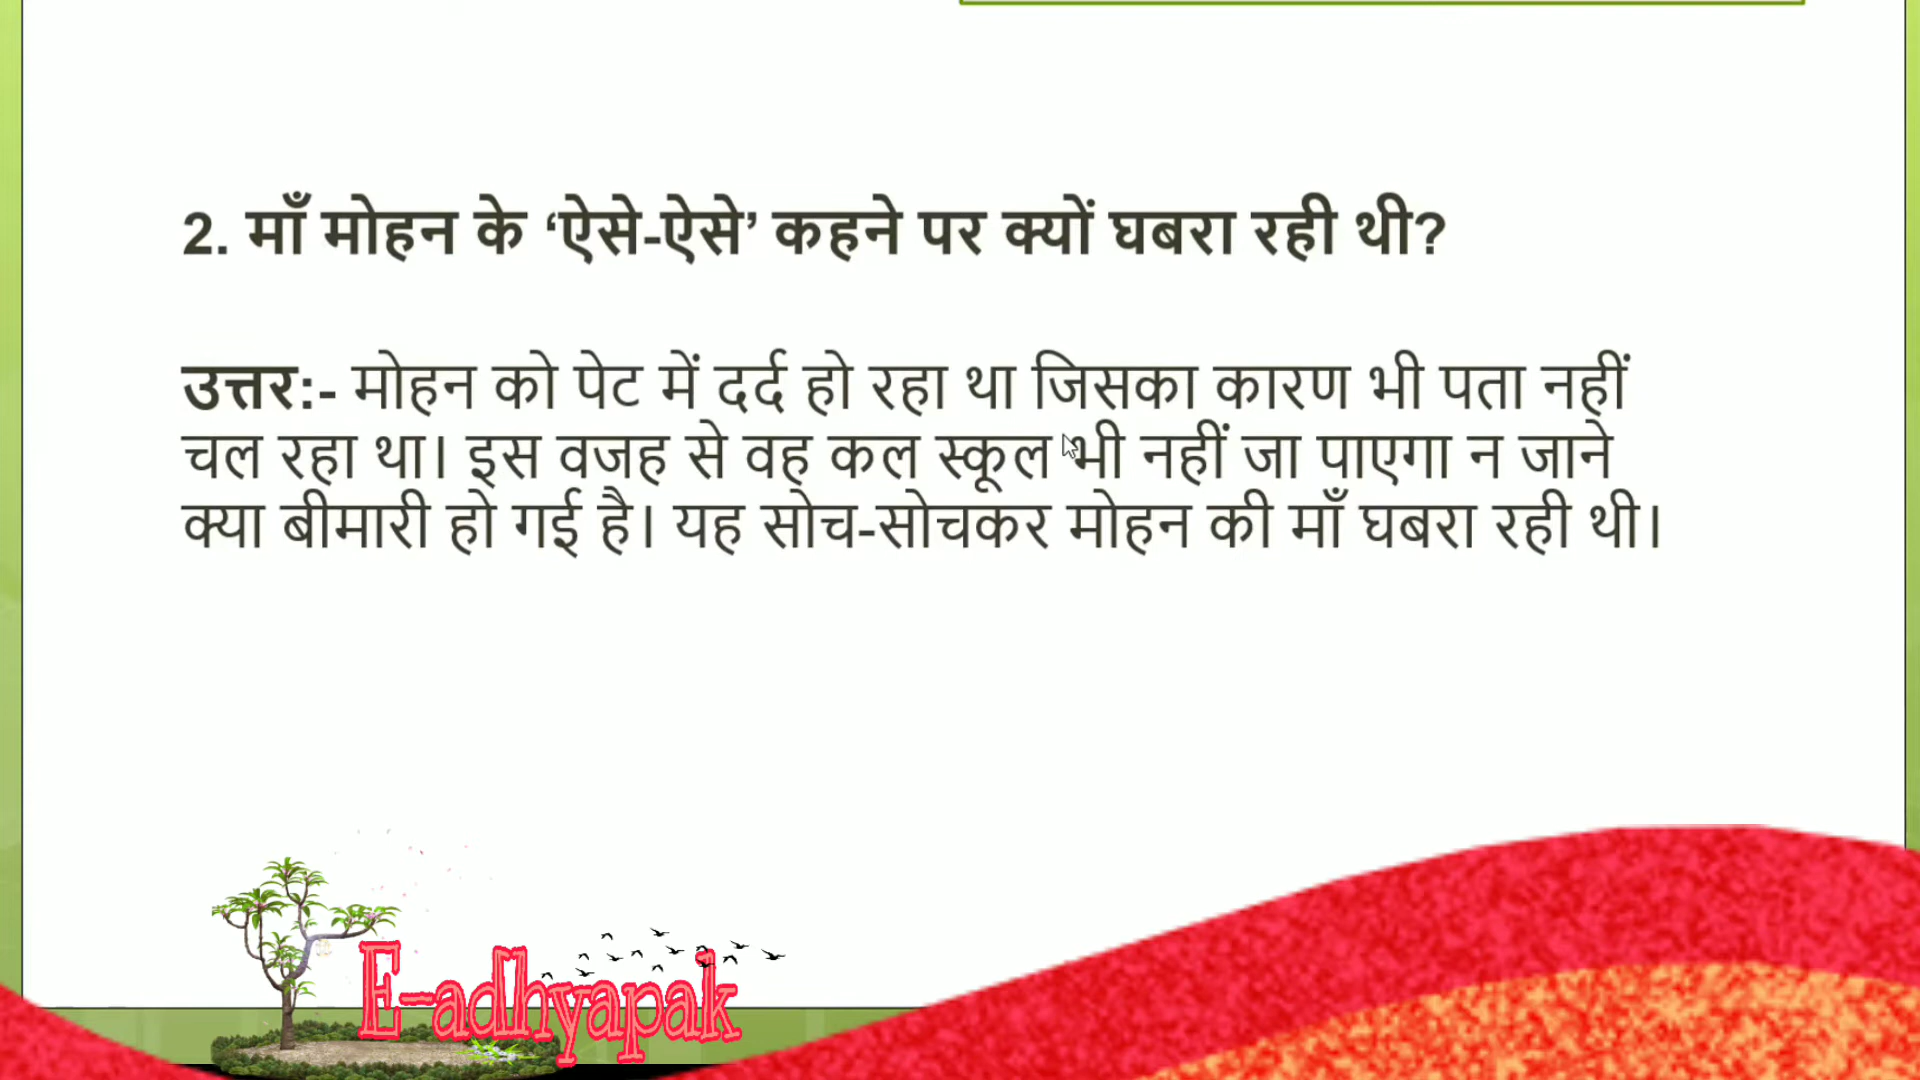 2. माँ मोहन के ‘ऐसे-ऐसे’ कहने पर क्यों घबरा रही थी?
उत्तर:- मोहन को पेट में दर्द हो रहा था जिसका कारण भी पता नहीं
चल रहा था। इस वजह से वह कल स्कूल भी नहीं जा पाएगा न जाने
क्या बीमारी हो गई है। यह सोच-सोचकर मोहन की माँ घबरा रही थी।
E-adhyapak